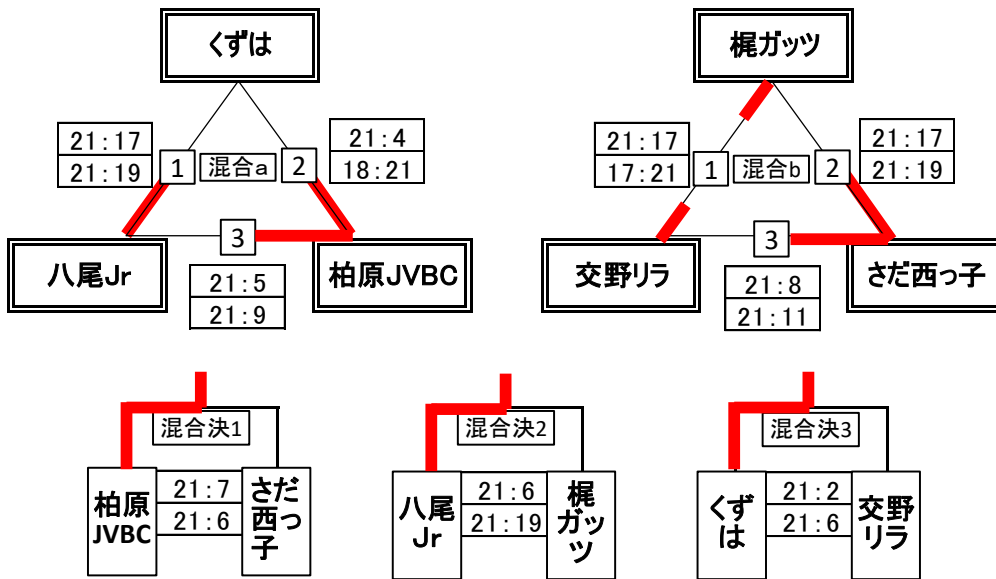 くずは
梶ガッツ
21:17
21:19
1
混合a
2
21:4
18:21
21:17
17:21
1
混合b
2
21:17
21:19
八尾Jr
3
柏原JVBC
交野リラ
3
さだ西っ子
21:5
21:9
21:8
21:11
混合決1
混合決2
混合決3
柏原
JVBC
21:7
21:6
さだ
西っ
子
八尾
Jr
21:6
21:19
梶
ガッ
ツ
くず
は
21:2
21:6
交野
リラ